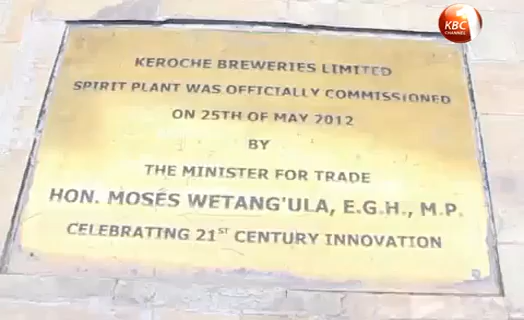 KBC
CHANNEL
KEROCHE BREWERIES LIMITED
SPIRIT PLANT WAS OFFICIALLY COMMISSIONED
ON 25TH OF MAY 2012
BY
THE MINISTER FOR TRADE
HON. MOSES WETANG'ULA, E.G.H., M.P.
CELEBRATING 21ST CENTURY INNOVATION